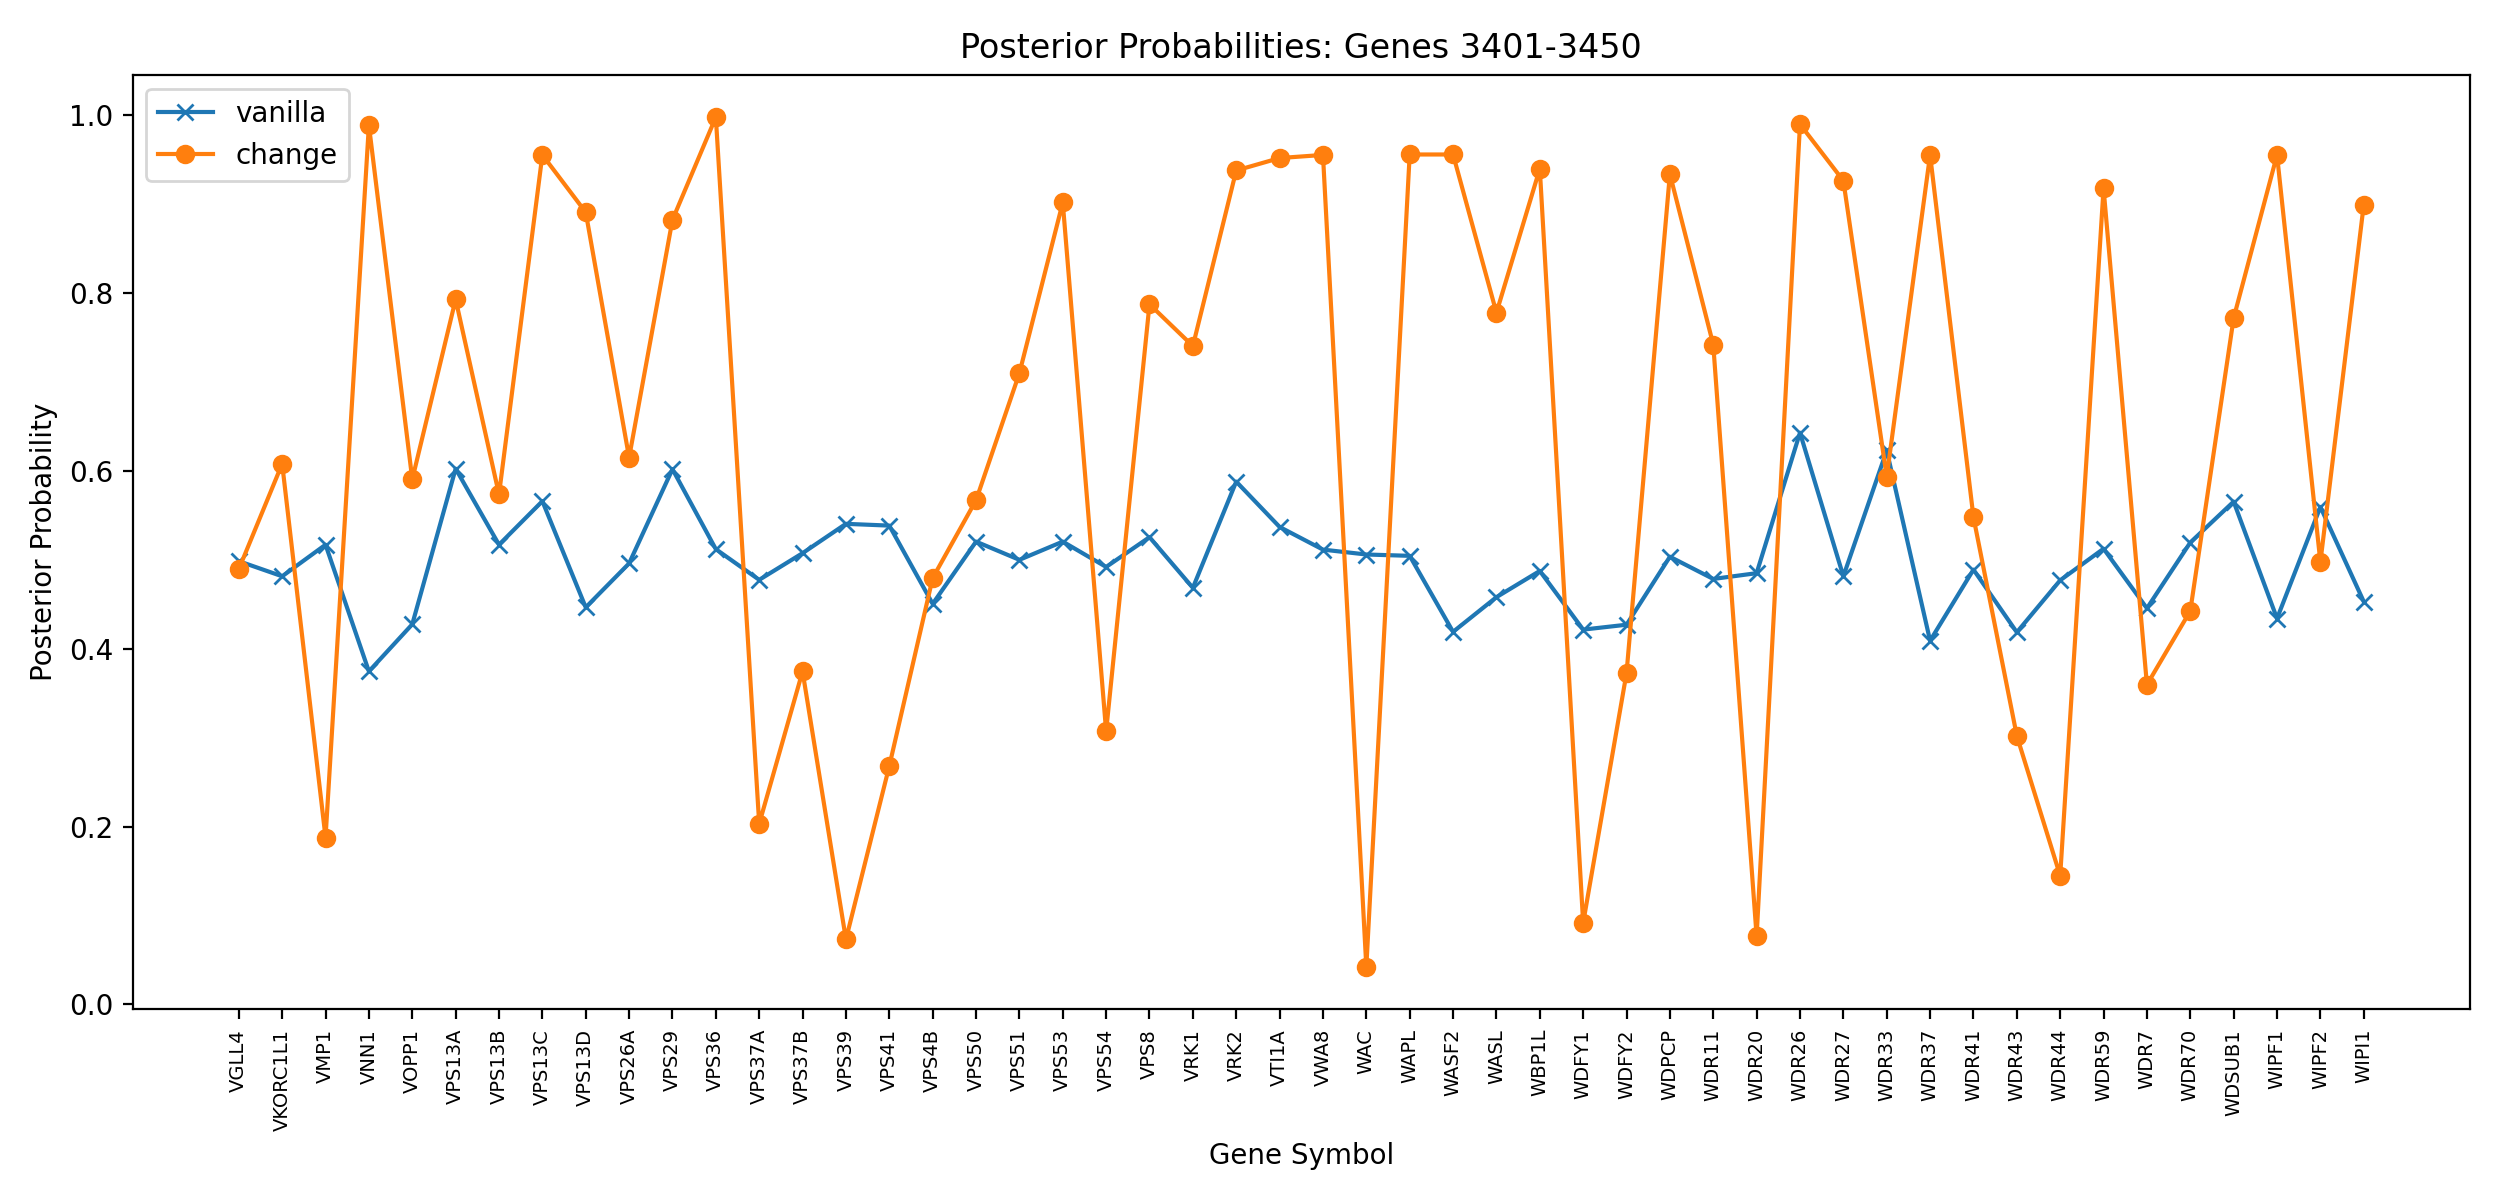 Posterior Probabilities: Genes 3401-3450
vanilla
change
1.0
0.8
0.6
0.4
0.2
0.0
Posterior Probability
VGLL4
VKORC1L1
VMP1
VNN1
VOPP1
VPS13A
VPS13B
VPS13C
VPS13D
VPS26A
VPS29
VPS36
VPS37A
VPS37B
VPS39
VPS41
VPS4B
VPS50
VPS51
VPS53
VPS54
VPS8
VRK1
VRK2
VTI1A
VWA8
WAC
WAPL
WASF2
WASL
WBP1L
WDFY1
WDFY2
WDPCP
WDR11
WDR20
WDR26
WDR27
WDR33
WDR37
WDR41
WDR43
WDR44
WDR59
WDR7
WDR70
WDSUB1
WIPF1
WIPF2
WIPI1
Gene Symbol